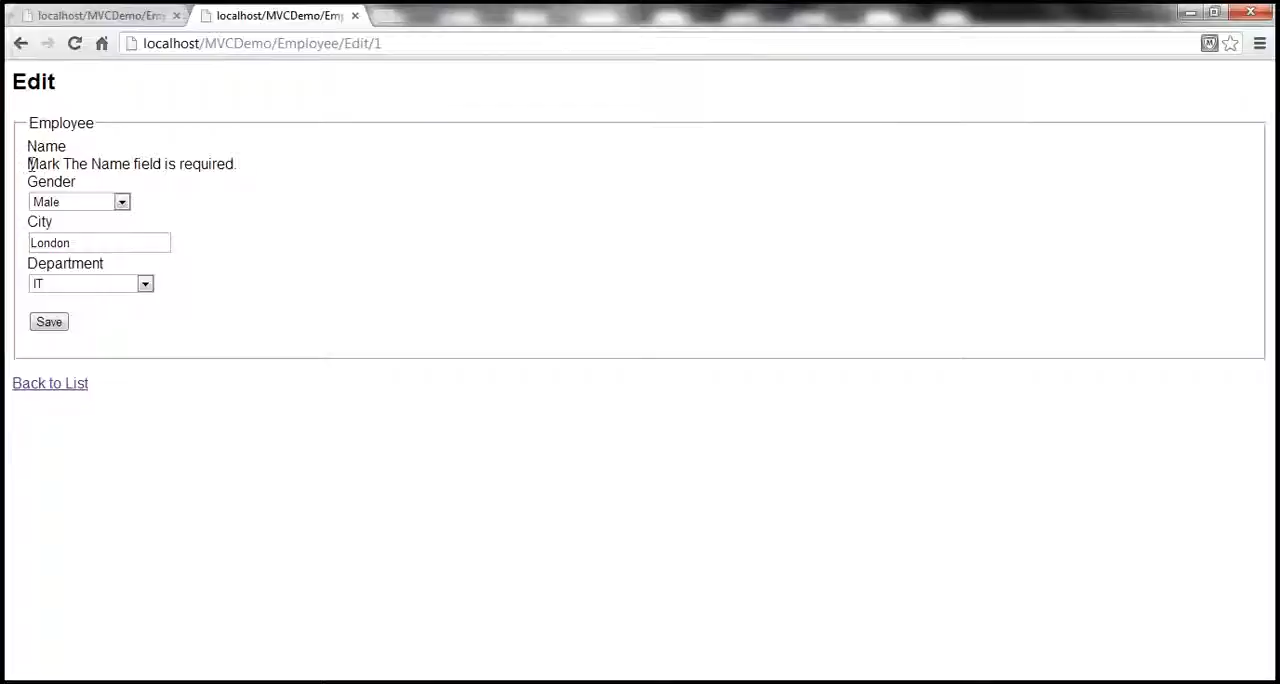 localhost/MVCDemo/Em
localhost/MVCDemo/Emp
localhost/MVCDemo/Employee/Edit/1
Edit
Employee
Name
Mark The Name field is required.
Gender
Male
City
London
Department
IT
Save
Back to List